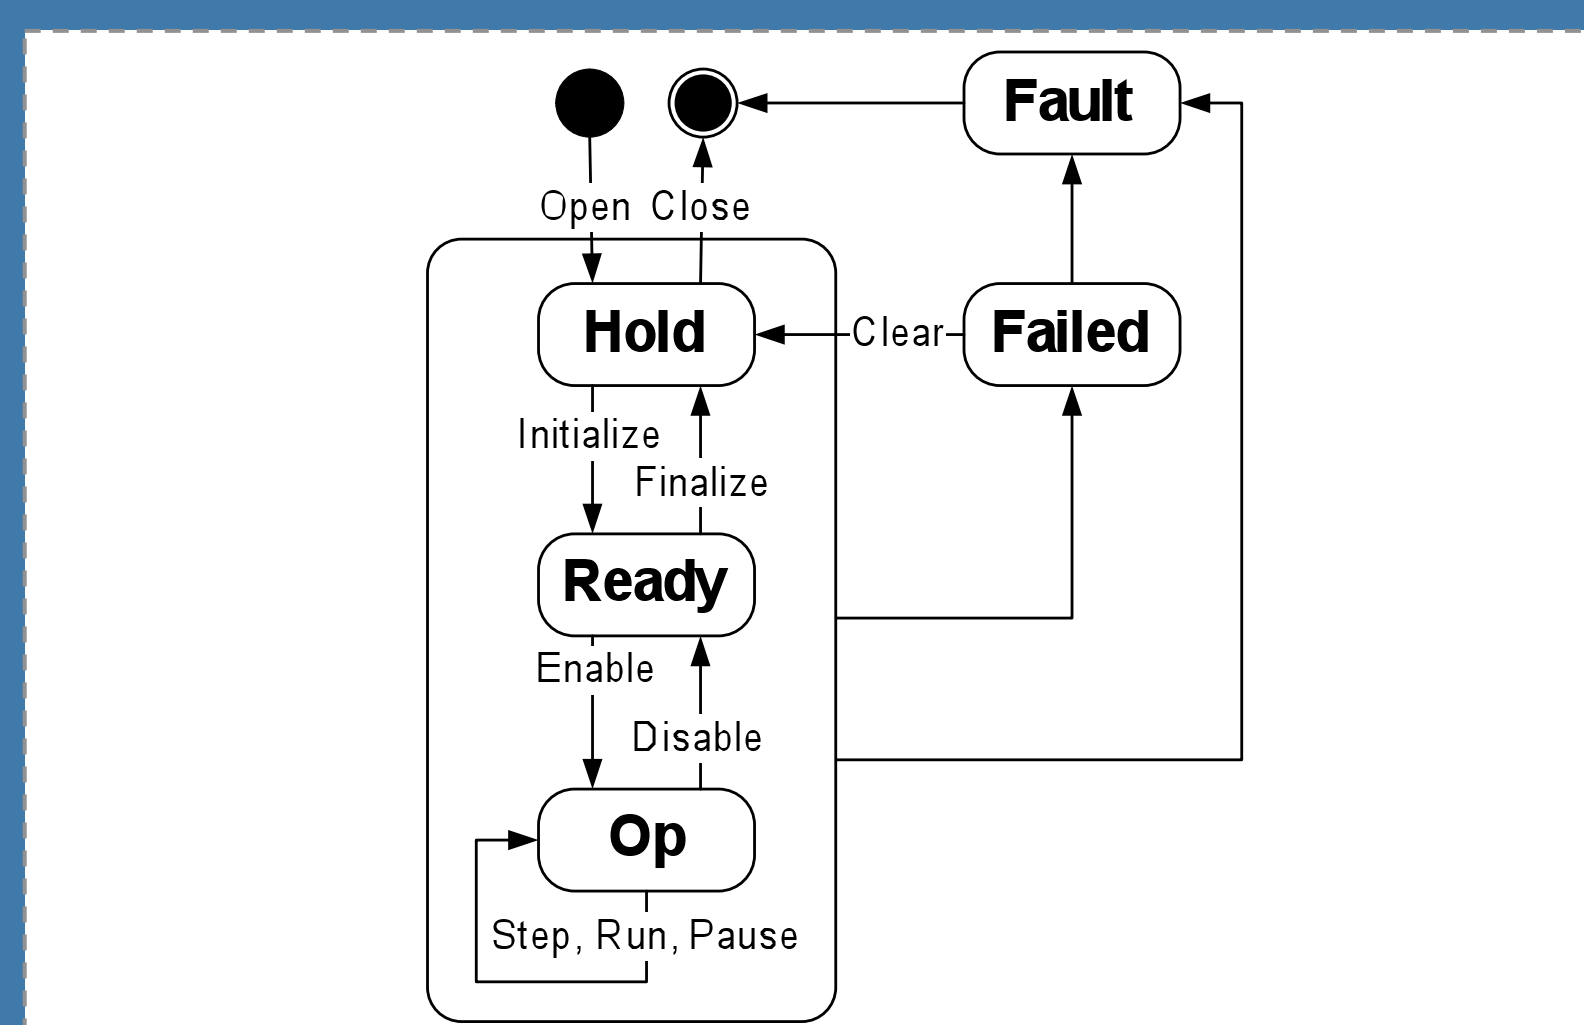 Fault
Open Close
Hold
Clear
Failed
Initialize
Finalize
Ready
Enable
Disable
Op
Step, Run, Pause